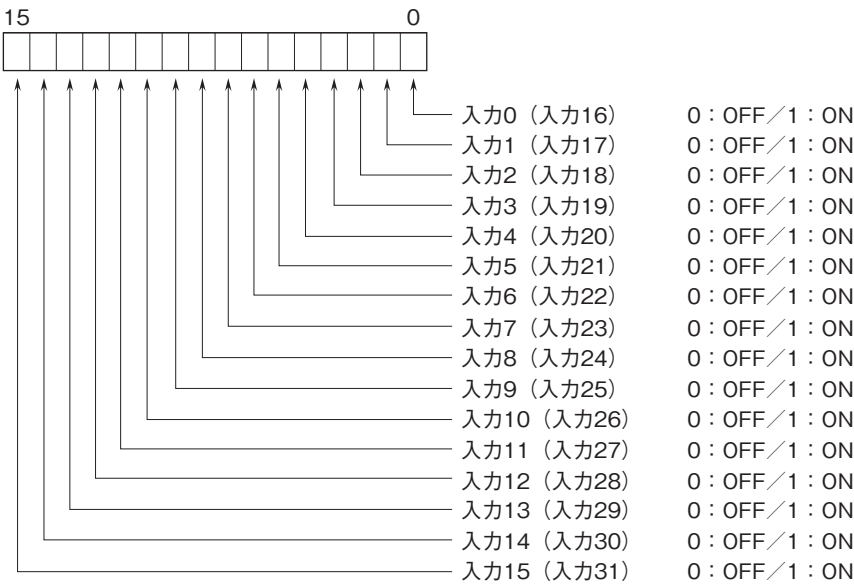 15 0
入力0（入力16） 0：OFF／1：ON
入力1（入力17） 0：OFF／1：ON
入力2（入力18） 0：OFF／1：ON
入力3（入力19） 0：OFF／1：ON
入力4（入力20） 0：OFF／1：ON
入力5（入力21） 0：OFF／1：ON
入力6（入力22） 0：OFF／1：ON
入力7（入力23） 0：OFF／1：ON
入力8（入力24） 0：OFF／1：ON
入力9（入力25） 0：OFF／1：ON
入力10（入力26） 0：OFF／1：ON
入力11（入力27） 0：OFF／1：ON
入力12（入力28） 0：OFF／1：ON
入力13（入力29） 0：OFF／1：ON
入力14（入力30） 0：OFF／1：ON
入力15（入力31） 0：OFF／1：ON